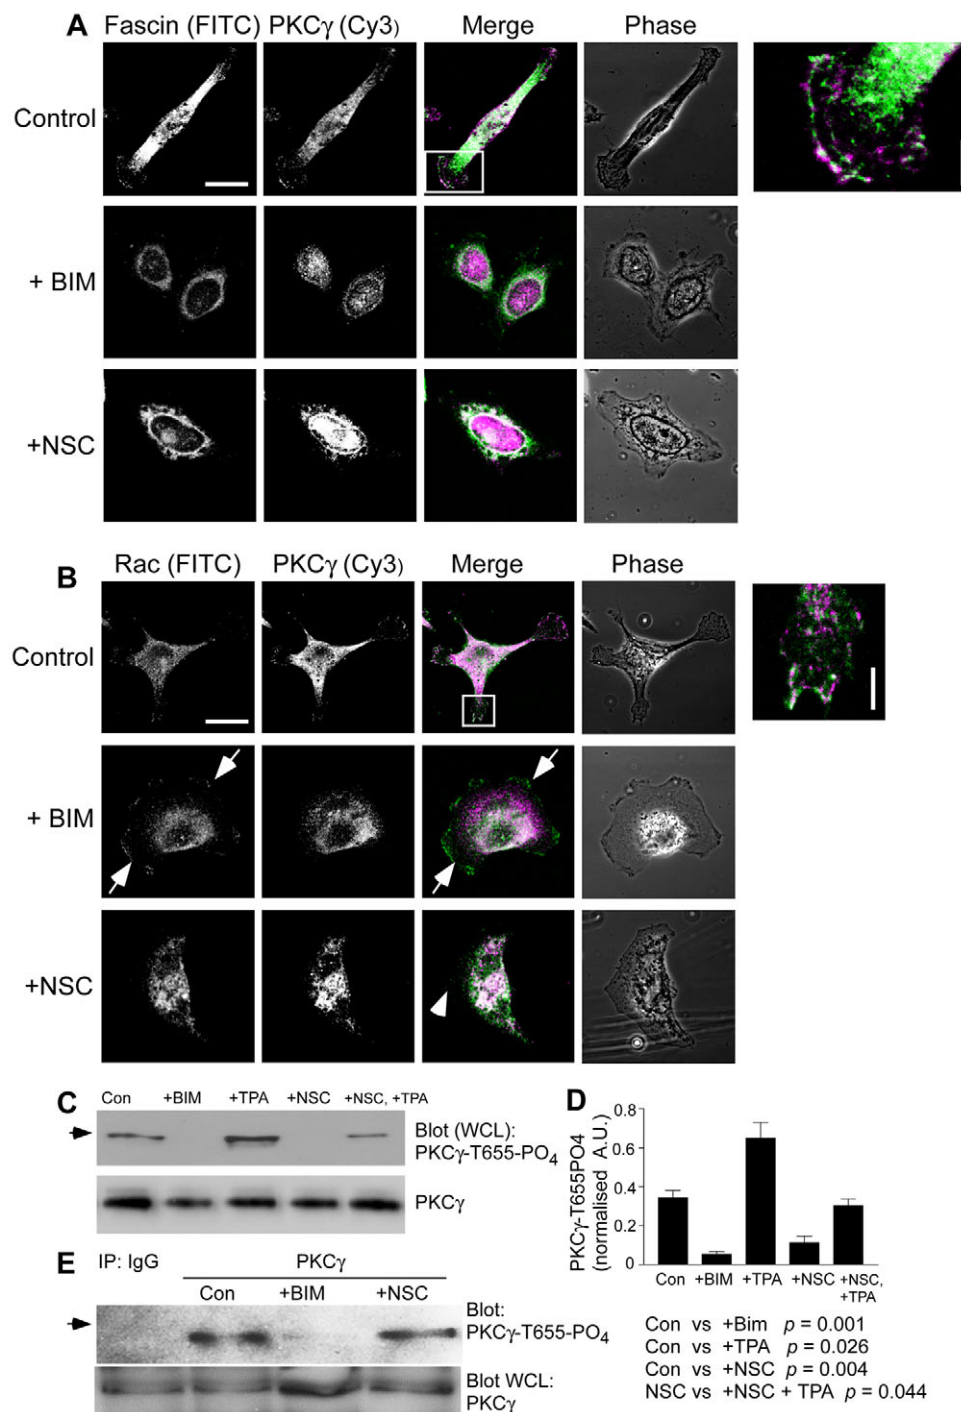 A
Fascin (FITC) PKCγ (Cy3) Merge Phase
Control
+ BIM
+NSC
B
Rac (FITC) PKCγ (Cy3) Merge Phase
Control
+ BIM
+NSC
C
Con +BIM +TPA +NSC +NSC, +TPA
Blot (WCL):
PKCγ-T655-PO4
PKCγ
D
PKCγ-T655PO4
(normalised A.U.)
0.8
0.6
0.4
0.2
0
Con +BIM +TPA +NSC +NSC,
+TPA
Con vs +Bim p = 0.001
Con vs +TPA p = 0.026
Con vs +NSC p = 0.004
NSC vs +NSC + TPA p = 0.044
E
IP: IgG PKCγ
Con +BIM +NSC
Blot:
PKCγ-T655-PO4
Blot WCL:
PKCγ